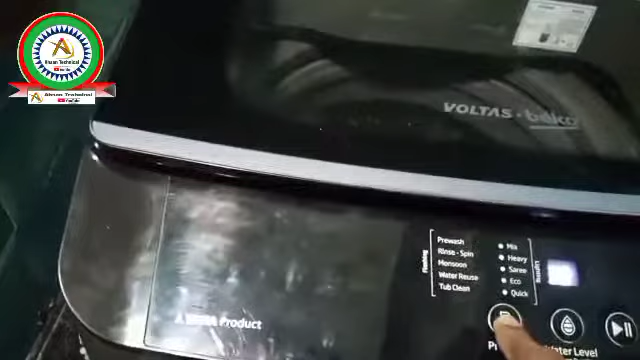 Ahsan Technical
Ahsan Technical
VOLTAS · beko
Prewash
Rinse - Spin
Monsoon
Water Reuse
Tub Clean
Mix
Heavy
Saree
Eco
Quick
A TATA Product
Water Level